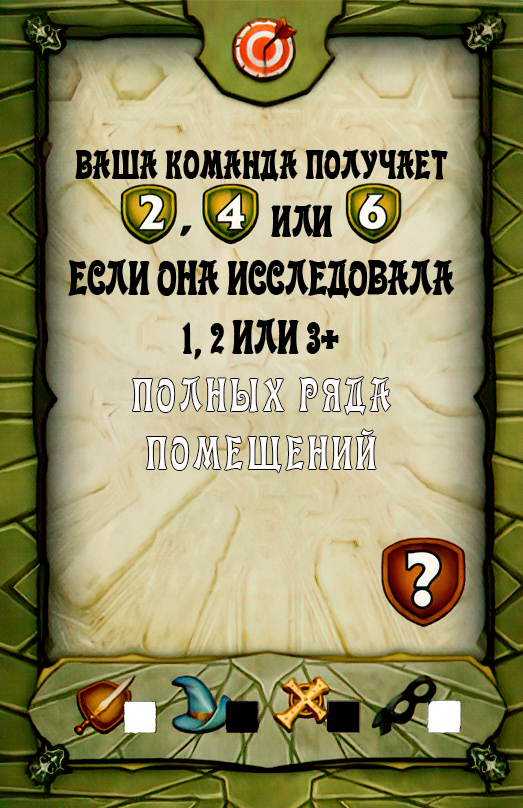 ВАША КОМАНДА ПОЛУЧАЕТ
2, 4 ИЛИ 6
ЕСЛИ ОНА ИССЛЕДОВАЛА
1, 2 ИЛИ 3+
ПОЛНЫХ РЯДА
ПОМЕЩЕНИЙ
?